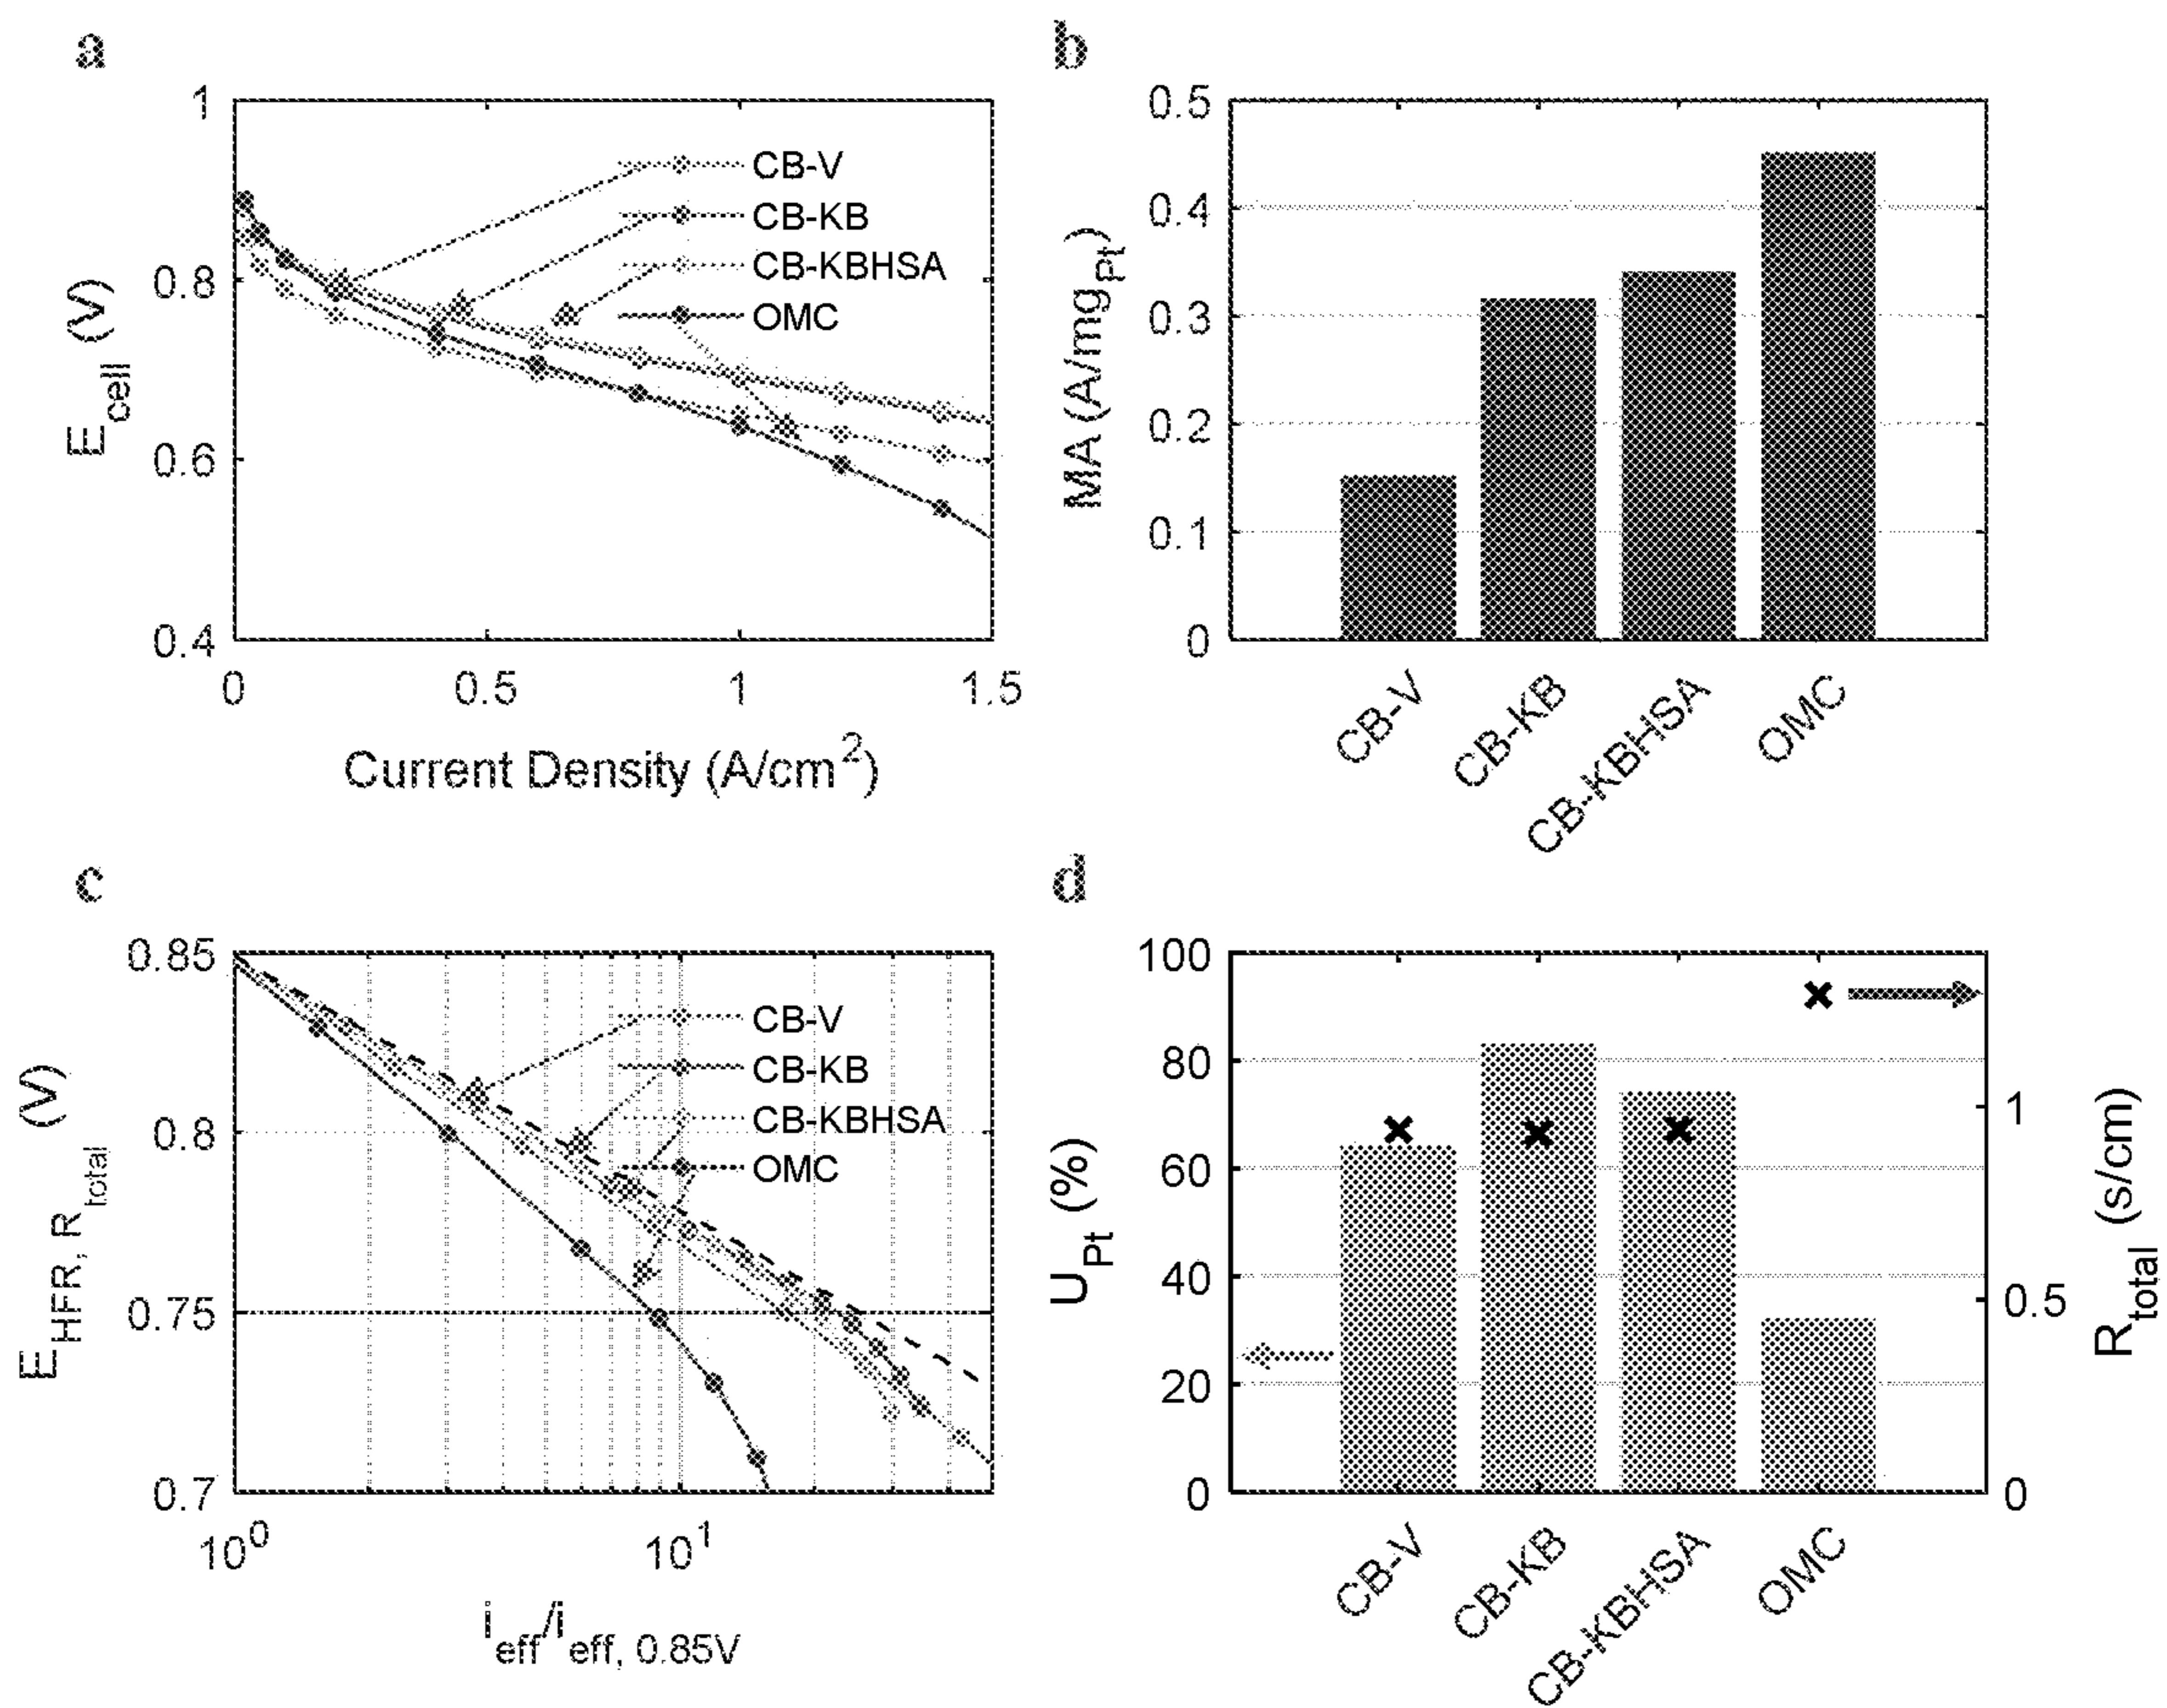 a
1
0.8
0.6
0.4
E_cell (V)
0
0.5
1
1.5
Current Density (A/cm²)
CB-V
CB-KB
CB-KBHSA
OMC
b
0.5
0.4
0.3
0.2
0.1
0
MA (A/mg_Pt)
CB-V
CB-KB
CB-KBHSA
OMC
c
0.85
0.8
0.75
0.7
E_HFR, R_total (V)
10⁰
10¹
i_eff/i_eff, 0.85V
CB-V
CB-KB
CB-KBHSA
OMC
d
100
80
60
40
20
0
U_Pt (%)
1
0.5
0
R_total (s/cm)
CB-V
CB-KB
CB-KBHSA
OMC